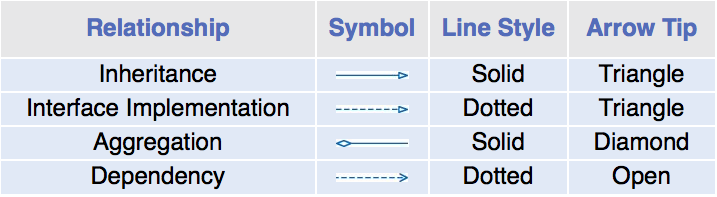 Relationship Symbol Line Style Arrow Tip
Inheritance Solid Triangle
Interface Implementation Dotted Triangle
Aggregation Solid Diamond
Dependency Dotted Open